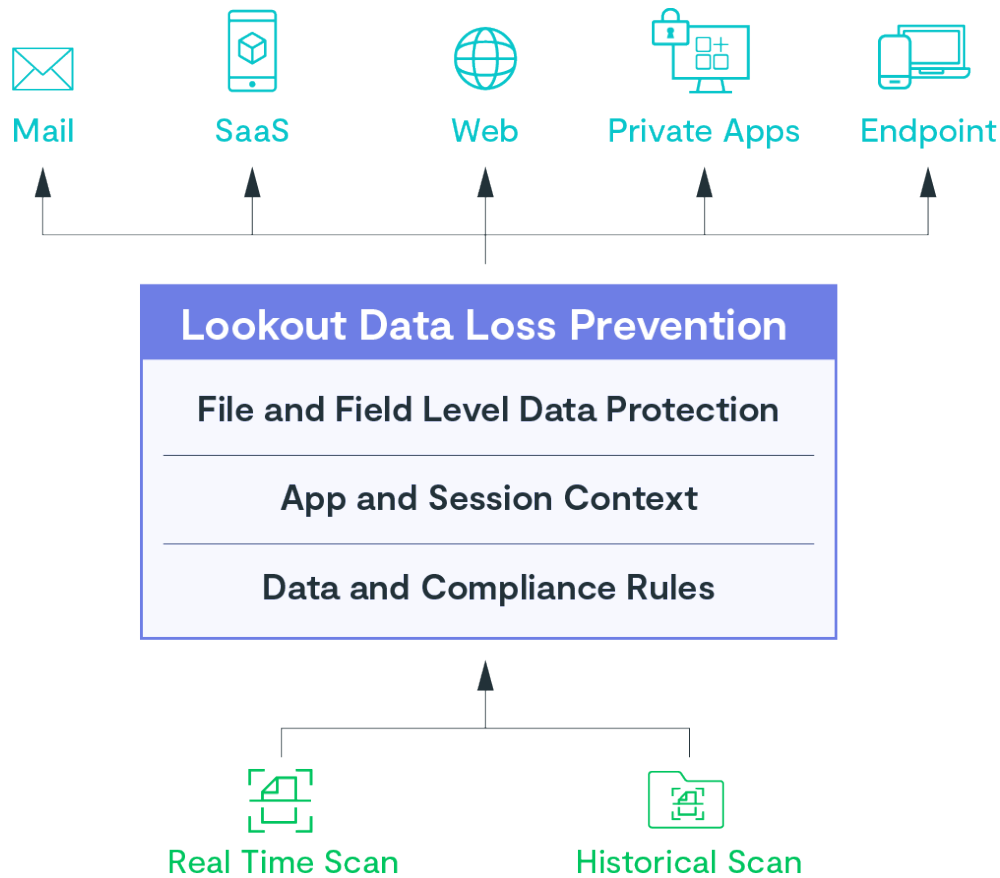 Mail
SaaS
Web
Private Apps
Endpoint
Lookout Data Loss Prevention
File and Field Level Data Protection
App and Session Context
Data and Compliance Rules
Real Time Scan
Historical Scan